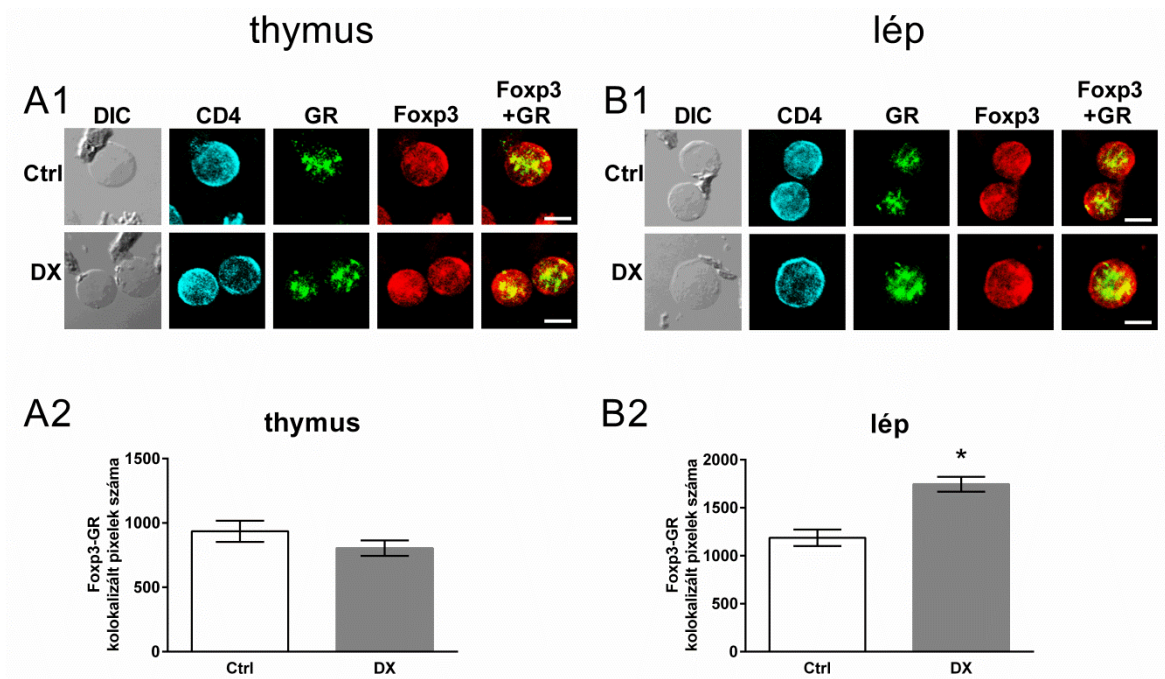 thymus
lép
A1
DIC
CD4
GR
Foxp3
Foxp3
+GR
Ctrl
DX
B1
DIC
CD4
GR
Foxp3
Foxp3
+GR
Ctrl
DX
A2
thymus
Foxp3-GR
kolokalizált pixelek száma
1500
1000
500
0
Ctrl
DX
B2
lép
Foxp3-GR
kolokalizált pixelek száma
2000
1500
1000
500
0
*
Ctrl
DX